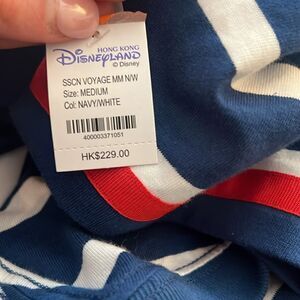 HONG KONG
Disneyland
© Disney
SSCN VOYAGE MM N/W
Size: MEDIUM
Col: NAVY/WHITE
400003371051
HK$229.00